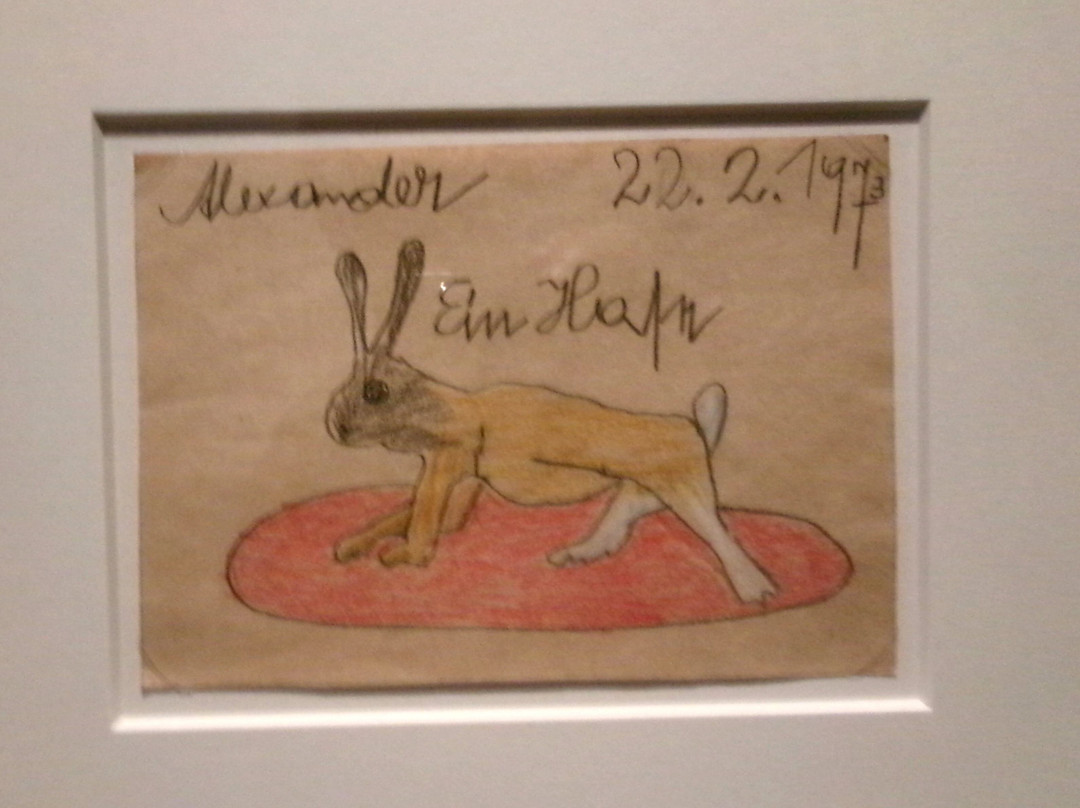 Alexander 22. 2. 1973
Ein Hase